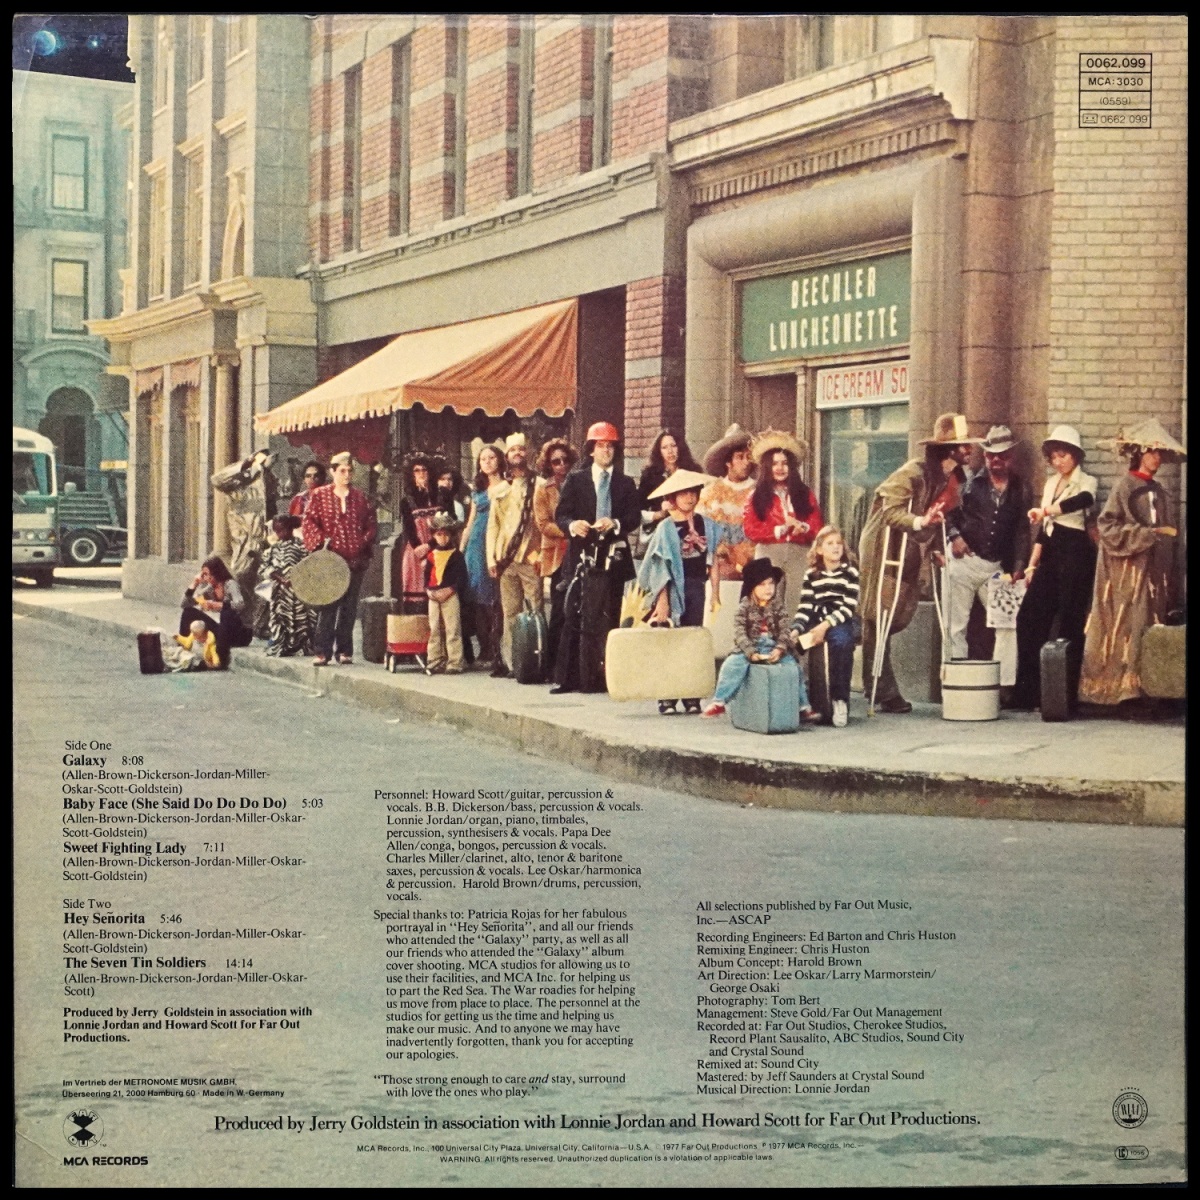 0062.099
MCA: 3030
(0559)
0662 099
BEECHLER
LUNCHEONETTE
ICE CREAM SO
Side One
Galaxy 8:08
(Allen-Brown-Dickerson-Jordan-Miller-
Oskar-Scott-Goldstein)
Baby Face (She Said Do Do Do Do) 5:03
(Allen-Brown-Dickerson-Jordan-Miller-Oskar-
Scott-Goldstein)
Sweet Fighting Lady 7:11
(Allen-Brown-Dickerson-Jordan-Miller-Oskar-
Scott-Goldstein)
Side Two
Hey Señorita 5:46
(Allen-Brown-Dickerson-Jordan-Miller-Oskar-
Scott-Goldstein)
The Seven Tin Soldiers 14:14
(Allen-Brown-Dickerson-Jordan-Miller-Oskar-
Scott)
Produced by Jerry Goldstein in association with
Lonnie Jordan and Howard Scott for Far Out
Productions.
Im Vertrieb der METRONOME MUSIK GMBH,
Überseering 21, 2000 Hamburg 60 · Made in W.-Germany
MCA RECORDS
Personnel: Howard Scott/guitar, percussion &
vocals. B.B. Dickerson/bass, percussion & vocals.
Lonnie Jordan/organ, piano, timbales,
percussion, synthesisers & vocals. Papa Dee
Allen/conga, bongos, percussion & vocals.
Charles Miller/clarinet, alto, tenor & baritone
saxes, percussion & vocals. Lee Oskar/harmonica
& percussion. Harold Brown/drums, percussion,
vocals.
Special thanks to: Patricia Rojas for her fabulous
portrayal in "Hey Señorita", and all our friends
who attended the "Galaxy" party, as well as all
our friends who attended the "Galaxy" album
cover shooting. MCA studios for allowing us to
use their facilities, and MCA Inc. for helping us
to part the Red Sea. The War roadies for helping
us move from place to place. The personnel at the
studios for getting us the time and helping us
make our music. And to anyone we may have
inadvertently forgotten, thank you for accepting
our apologies.
"Those strong enough to care and stay, surround
with love the ones who play."
All selections published by Far Out Music,
Inc.—ASCAP
Recording Engineers: Ed Barton and Chris Huston
Remixing Engineer: Chris Huston
Album Concept: Harold Brown
Art Direction: Lee Oskar/Larry Marmorstein/
George Osaki
Photography: Tom Bert
Management: Steve Gold/Far Out Management
Recorded at: Far Out Studios, Cherokee Studios,
Record Plant Sausalito, ABC Studios, Sound City
and Crystal Sound
Remixed at: Sound City
Mastered: by Jeff Saunders at Crystal Sound
Musical Direction: Lonnie Jordan
Produced by Jerry Goldstein in association with Lonnie Jordan and Howard Scott for Far Out Productions.
MCA Records, Inc., 100 Universal City Plaza, Universal City, California—U.S.A. © 1977 Far Out Productions ℗ 1977 MCA Records, Inc.—
WARNING: All rights reserved. Unauthorized duplication is a violation of applicable laws.